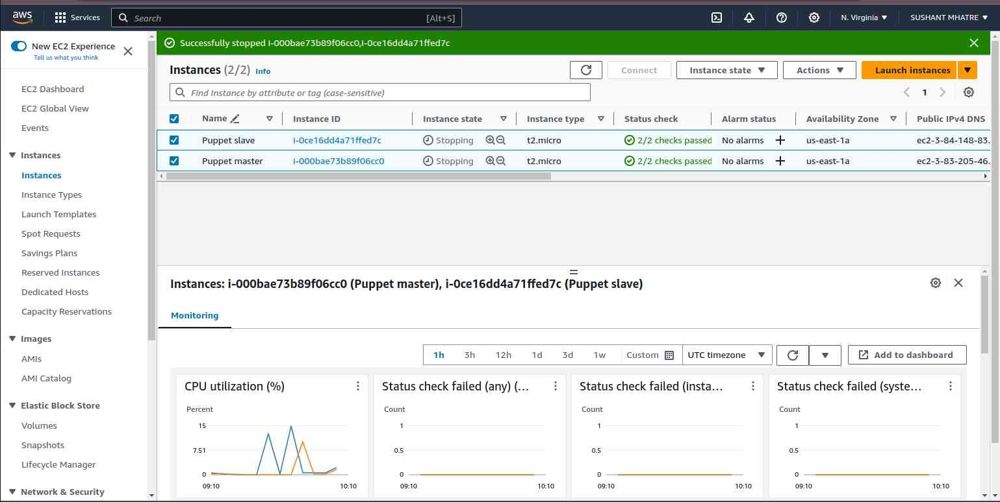 aws
Services
Search [Alt+S]
N. Virginia
SUSHANT MHATRE
New EC2 Experience
Tell us what you think
EC2 Dashboard
EC2 Global View
Events
Instances
Instances
Instance Types
Launch Templates
Spot Requests
Savings Plans
Reserved Instances
Dedicated Hosts
Capacity Reservations
Images
AMIs
AMI Catalog
Elastic Block Store
Volumes
Snapshots
Lifecycle Manager
Network & Security
Successfully stopped i-000bae73b89f06cc0,i-0ce16dd4a71ffed7c
Instances (2/2) Info
Connect
Instance state
Actions
Launch instances
Find Instance by attribute or tag (case-sensitive)
1
Name Instance ID Instance state Instance type Status check Alarm status Availability Zone Public IPv4 DNS
Puppet slave i-0ce16dd4a71ffed7c Stopping t2.micro 2/2 checks passed No alarms + us-east-1a ec2-3-84-148-83.
Puppet master i-000bae73b89f06cc0 Stopping t2.micro 2/2 checks passed No alarms + us-east-1a ec2-3-83-205-46.
Instances: i-000bae73b89f06cc0 (Puppet master), i-0ce16dd4a71ffed7c (Puppet slave)
Monitoring
1h 3h 12h 1d 3d 1w Custom UTC timezone
Add to dashboard
CPU utilization (%)
Percent
15
7.51
0
09:10 10:10
Status check failed (any) (...
Count
1
0.5
0
09:10 10:10
Status check failed (insta...
Count
1
0.5
0
09:10 10:10
Status check failed (syste...
Count
1
0.5
0
09:10 10:10